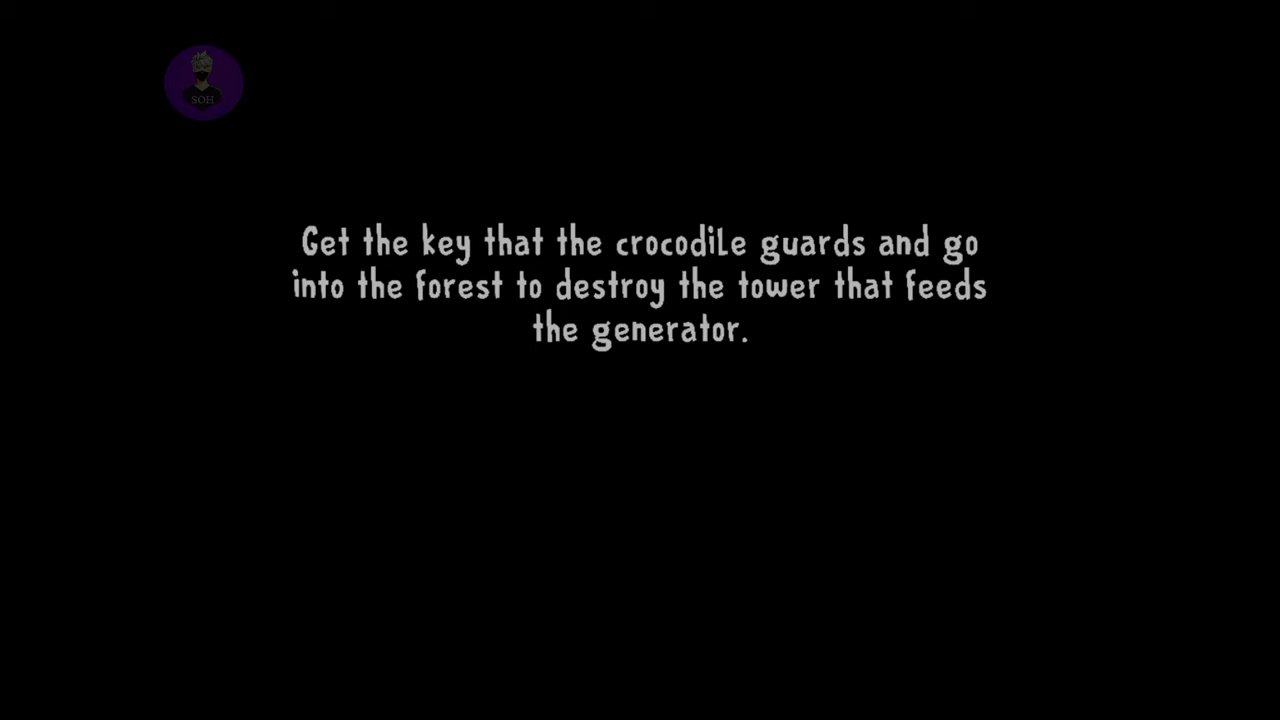 SOH
Get the key that the crocodile guards and go
into the forest to destroy the tower that feeds
the generator.